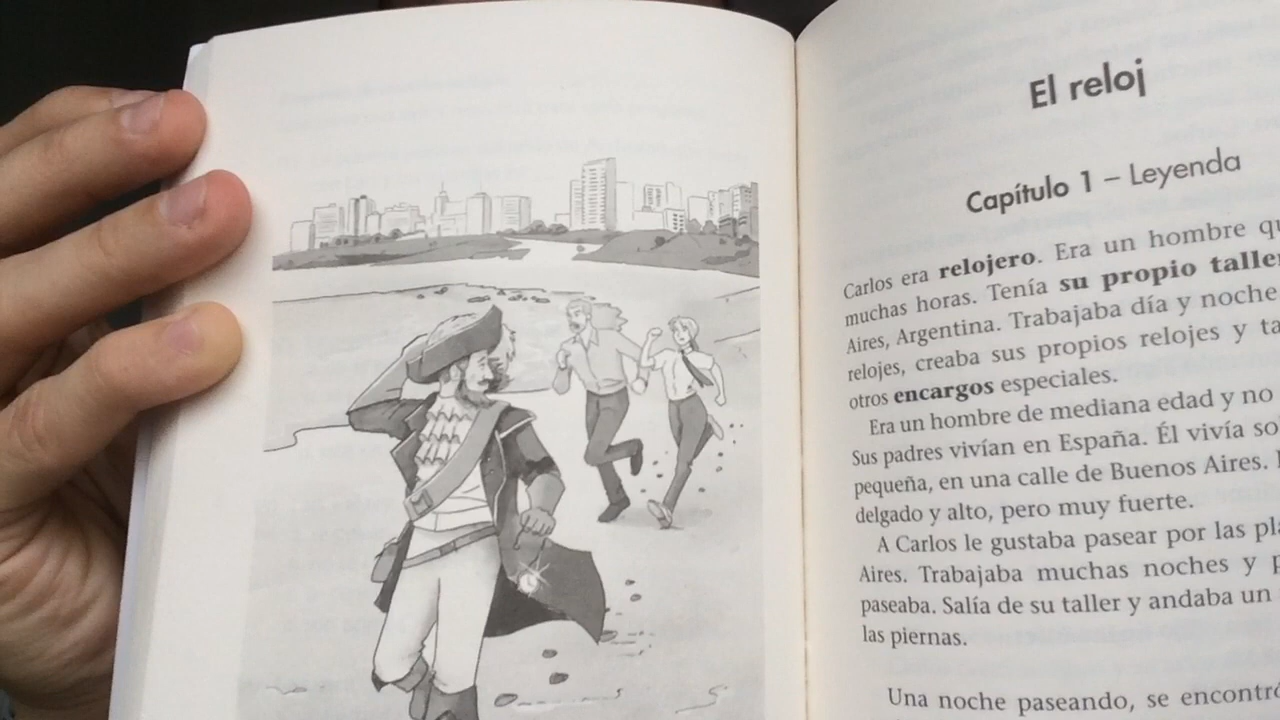 El reloj
Capítulo 1 – Leyenda
Carlos era relojero. Era un hombre
muchas horas. Tenía su propio taller
Aires, Argentina. Trabajaba día y noche
relojes, creaba sus propios relojes y
otros encargos especiales.
Era un hombre de mediana edad y no
Sus padres vivían en España. Él vivía
pequeña, en una calle de Buenos Aires.
delgado y alto, pero muy fuerte.
A Carlos le gustaba pasear por las
Aires. Trabajaba muchas noches y
paseaba. Salía de su taller y andaba un
las piernas.
Una noche paseando, se encontró